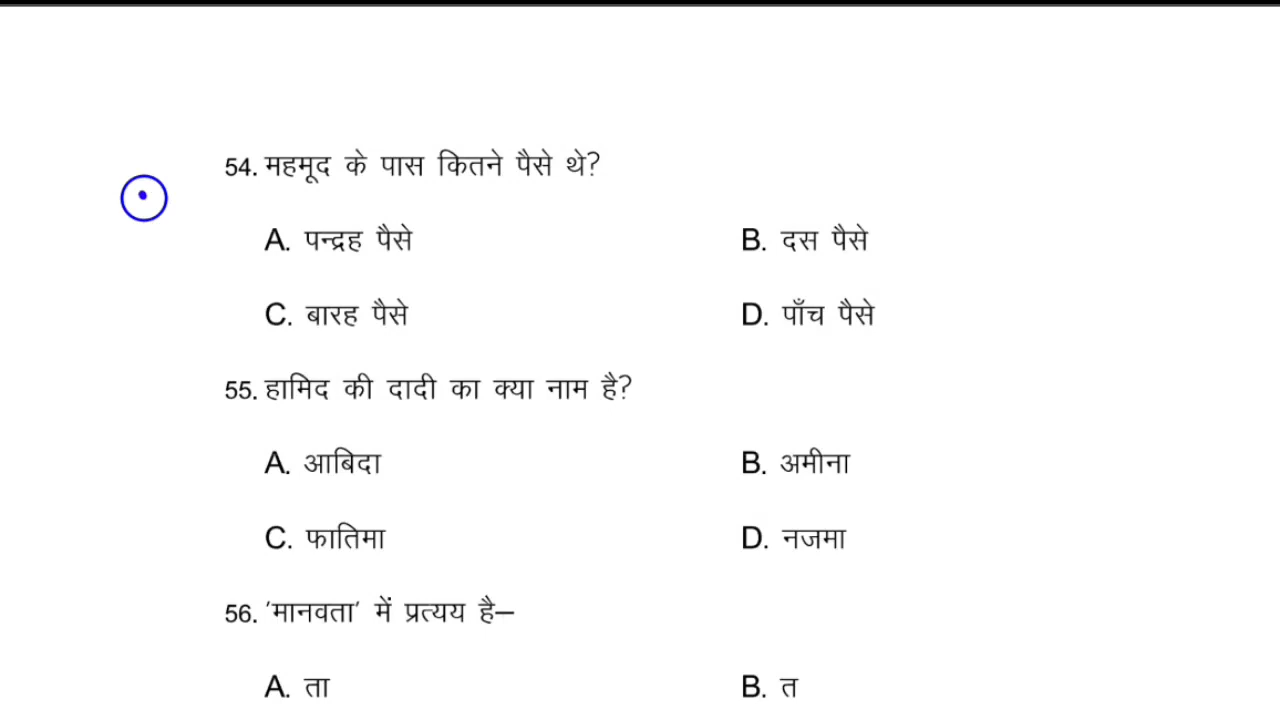 54. महमूद के पास कितने पैसे थे?
A. पन्द्रह पैसे B. दस पैसे
C. बारह पैसे D. पाँच पैसे
55. हामिद की दादी का क्या नाम है?
A. आबिदा B. अमीना
C. फातिमा D. नजमा
56. ‘मानवता’ में प्रत्यय है–
A. ता B. त